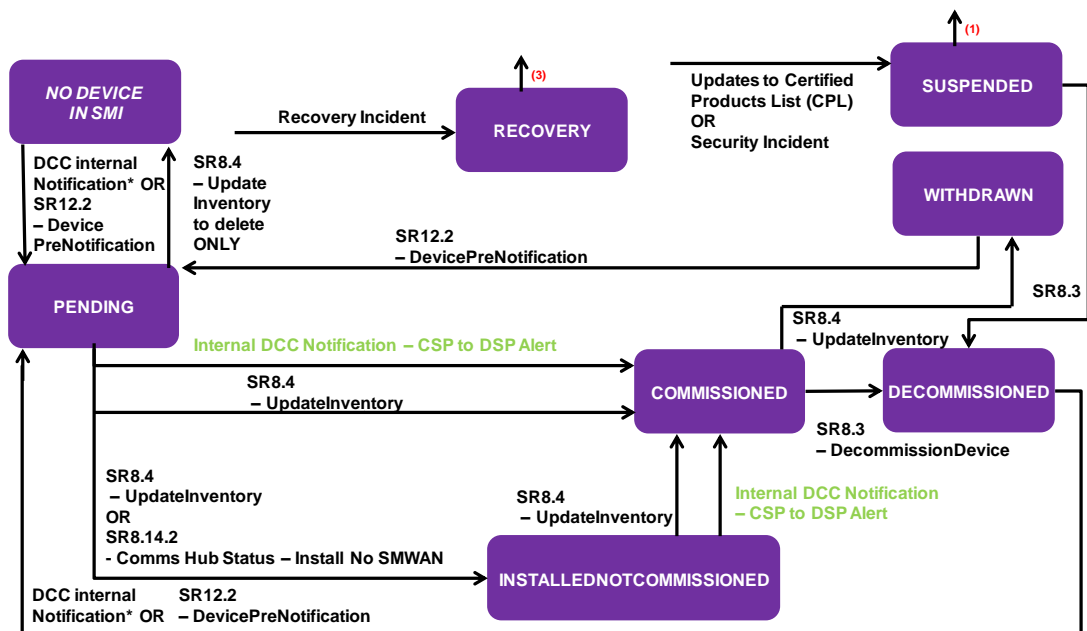 (1)
NO DEVICE
IN SMI
(3)
SUSPENDED
Updates to Certified
Products List (CPL)
OR
Security Incident
Recovery Incident
RECOVERY
DCC internal
Notification* OR
SR12.2
– Device
PreNotification
SR8.4
– Update
Inventory
to delete
ONLY
WITHDRAWN
SR12.2
– DevicePreNotification
SR8.3
PENDING
SR8.4
– UpdateInventory
Internal DCC Notification – CSP to DSP Alert
SR8.4
– UpdateInventory
COMMISSIONED
DECOMMISSIONED
SR8.3
– DecommissionDevice
SR8.4
– UpdateInventory
OR
SR8.14.2
- Comms Hub Status – Install No SMWAN
SR8.4
– UpdateInventory
Internal DCC Notification
– CSP to DSP Alert
INSTALLEDNOTCOMMISSIONED
DCC internal
Notification* OR
SR12.2
– DevicePreNotification